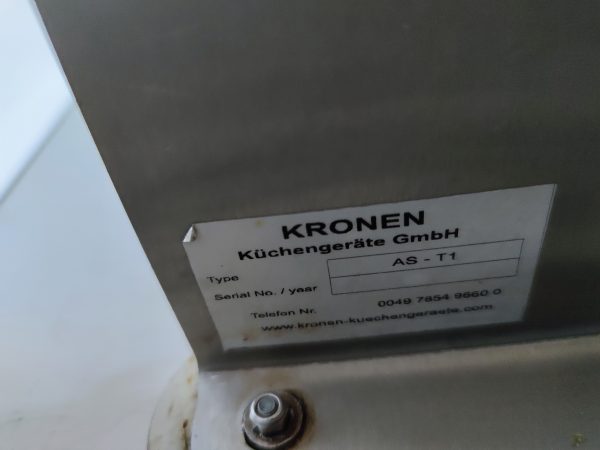 KRONEN
Küchengeräte GmbH
Type AS - T1
Serial No. / year
Telefon Nr. 0049 7854 9660 0
www.kronen-kuechengeraete.com